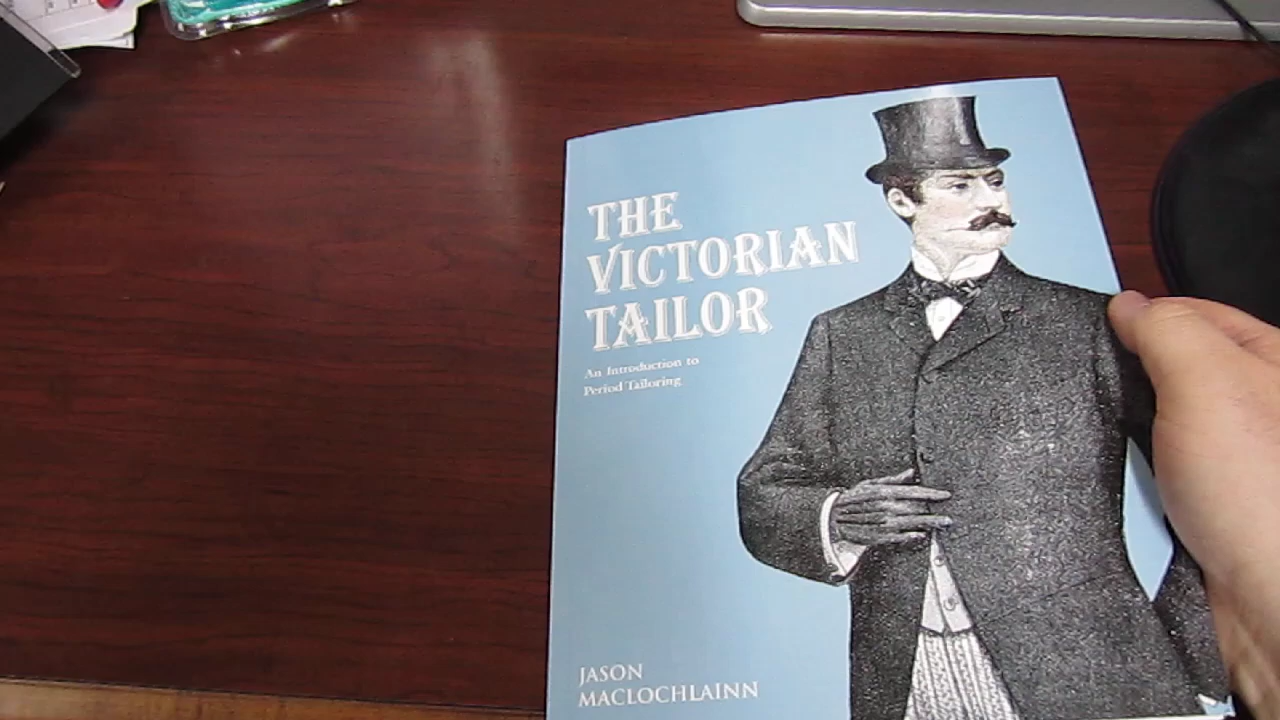 THE
VICTORIAN
TAILOR
An Introduction to
Period Tailoring
JASON
MACLOCHLAINN